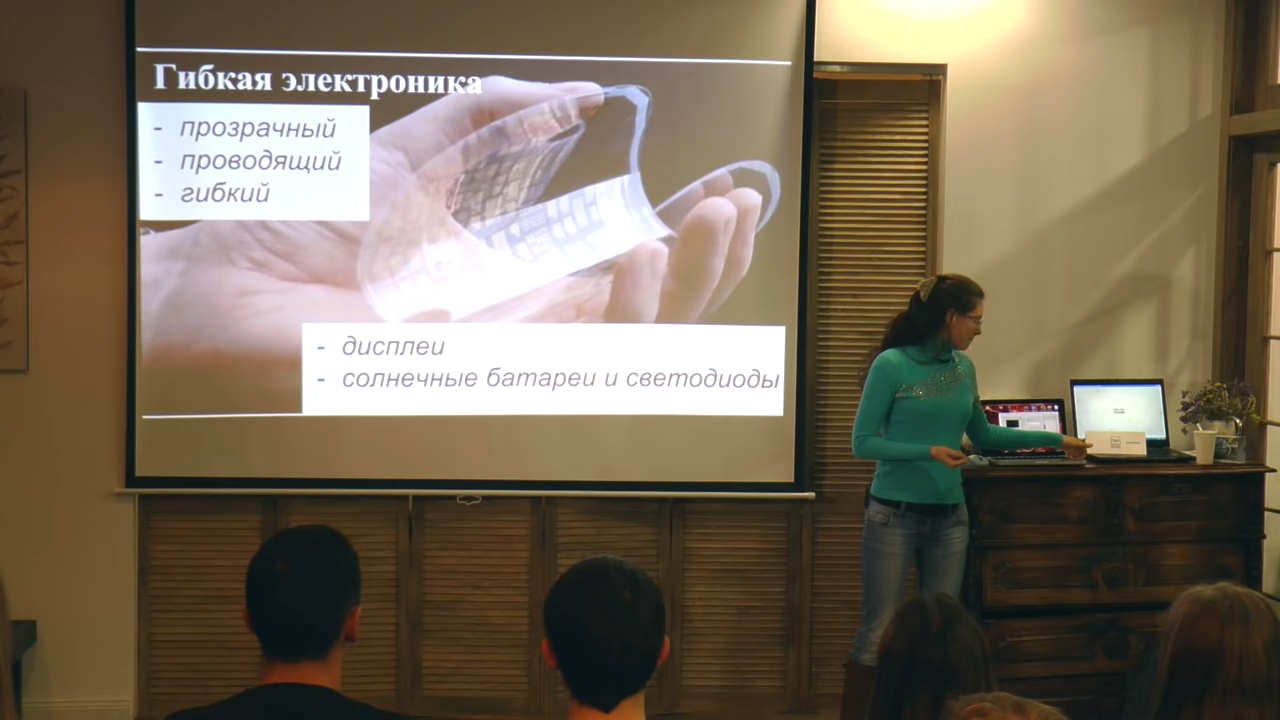 Гибкая электроника
- прозрачный
- проводящий
- гибкий
- дисплеи
- солнечные батареи и светодиоды